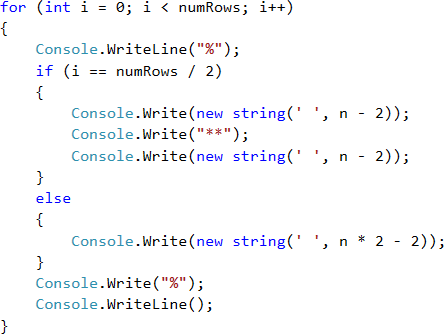 for (int i = 0; i < numRows; i++)
{
    Console.WriteLine("%");
    if (i == numRows / 2)
    {
        Console.Write(new string(' ', n - 2));
        Console.Write("**");
        Console.Write(new string(' ', n - 2));
    }
    else
    {
        Console.Write(new string(' ', n * 2 - 2));
    }
    Console.Write("%");
    Console.WriteLine();
}